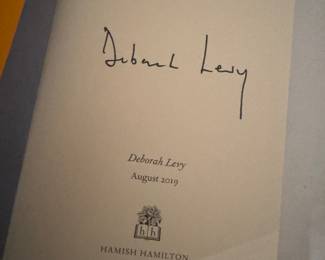 Deborah Levy
Deborah Levy
August 2019
h h
HAMISH HAMILTON